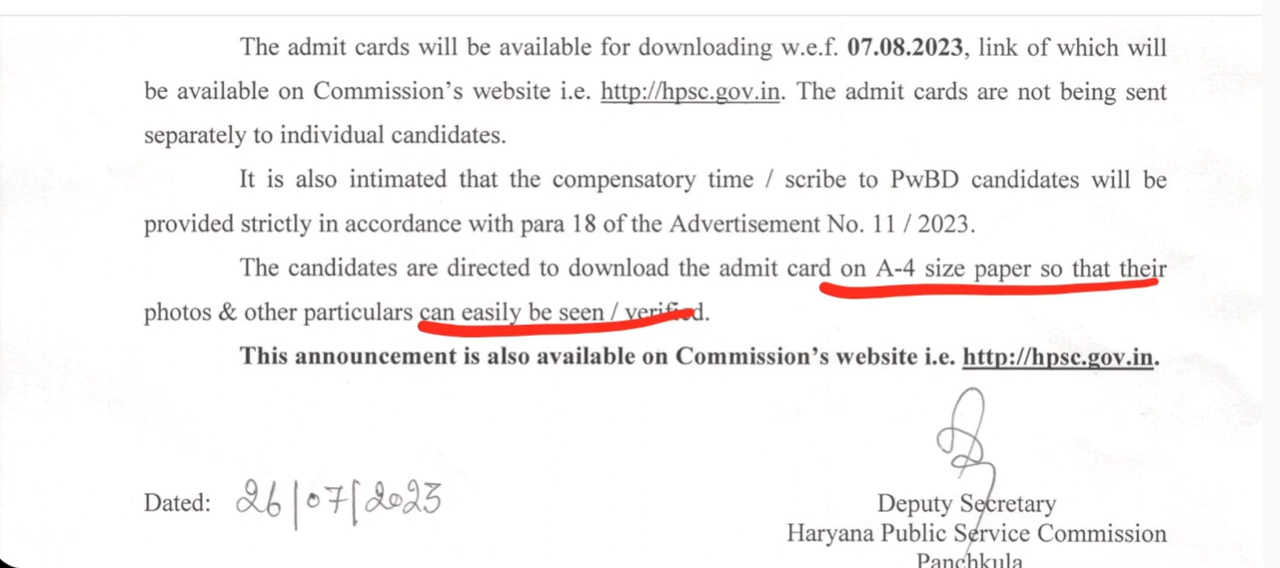 The admit cards will be available for downloading w.e.f. 07.08.2023, link of which will
be available on Commission's website i.e. http://hpsc.gov.in. The admit cards are not being sent
separately to individual candidates.
It is also intimated that the compensatory time / scribe to PwBD candidates will be
provided strictly in accordance with para 18 of the Advertisement No. 11 / 2023.
The candidates are directed to download the admit card on A-4 size paper so that their
photos & other particulars can easily be seen / verified.
This announcement is also available on Commission's website i.e. http://hpsc.gov.in.
Dated: 26/07/2023
Deputy Secretary
Haryana Public Service Commission
Panchkula